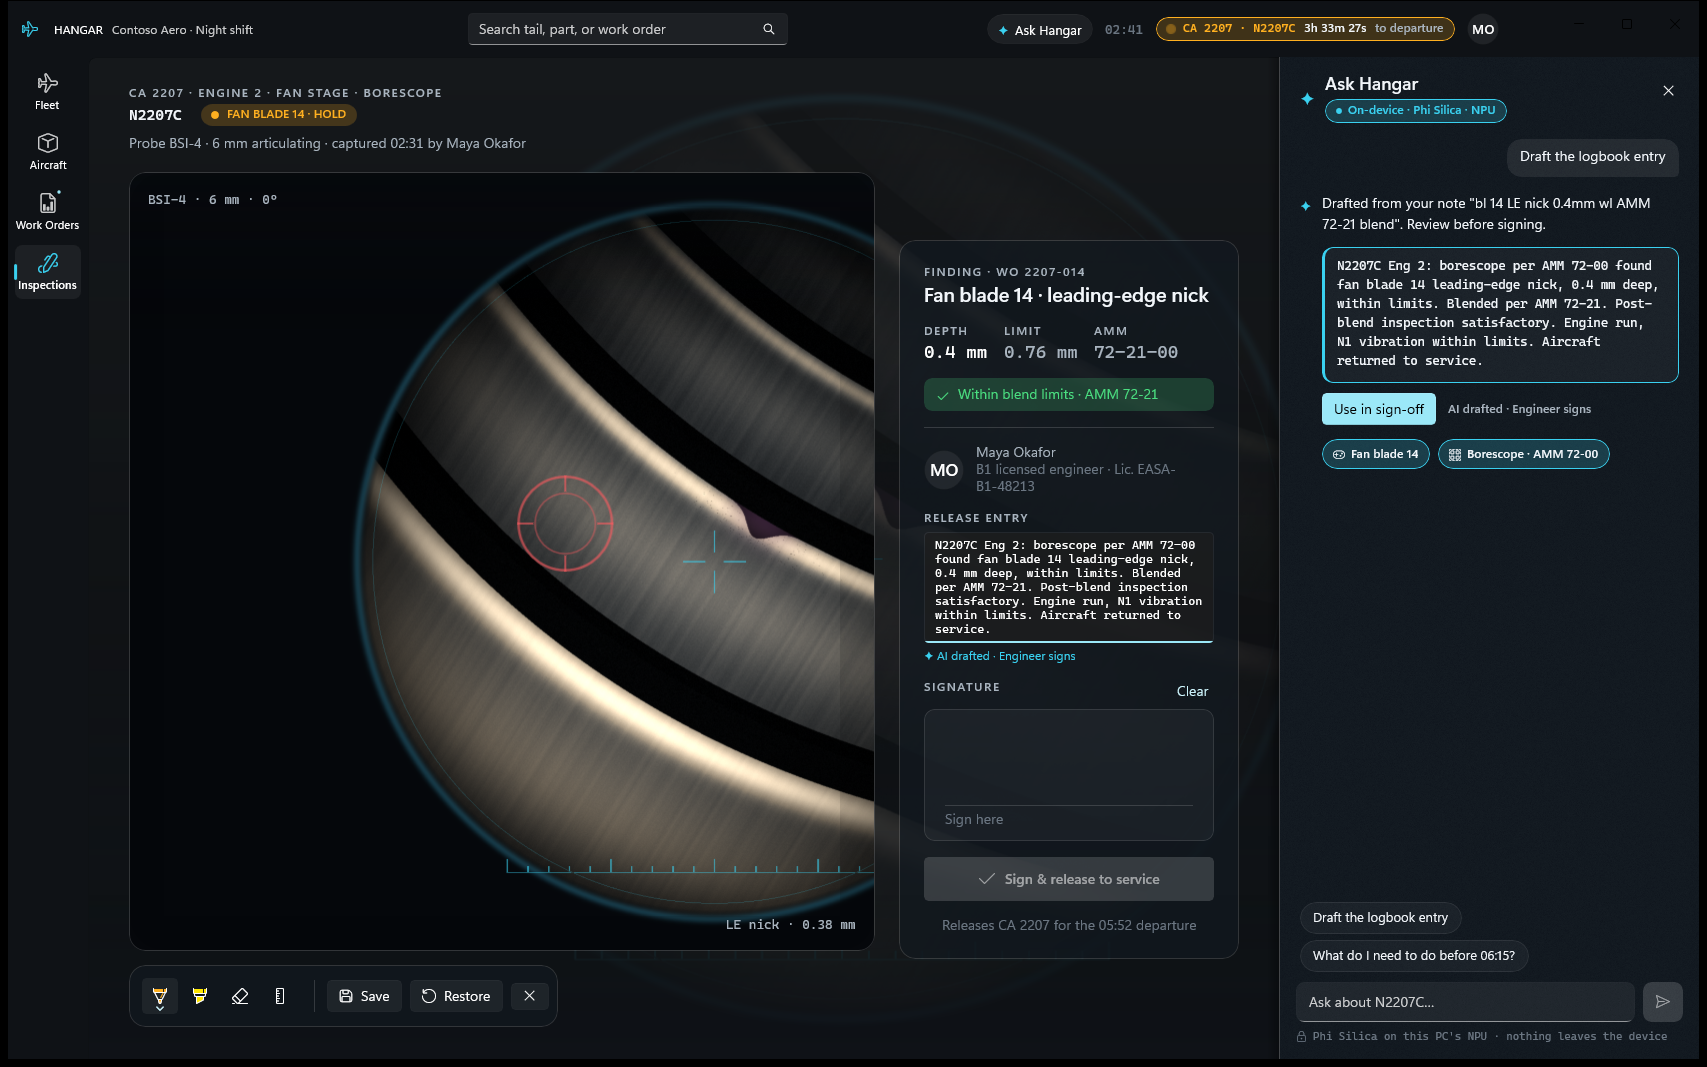 HANGAR Contoso Aero · Night shift
Search tail, part, or work order
Ask Hangar
02:41
CA 2207 · N2207C 3h 33m 27s to departure
MO
Fleet
Aircraft
Work Orders
Inspections
CA 2207 · ENGINE 2 · FAN STAGE · BORESCOPE
N2207C
FAN BLADE 14 · HOLD
Probe BSI-4 · 6 mm articulating · captured 02:31 by Maya Okafor
BSI-4 · 6 mm · 0°
LE nick · 0.38 mm
Save
Restore
FINDING · WO 2207-014
Fan blade 14 · leading-edge nick
DEPTH LIMIT AMM
0.4 mm 0.76 mm 72-21-00
Within blend limits · AMM 72-21
MO
Maya Okafor
B1 licensed engineer · Lic. EASA-
B1-48213
RELEASE ENTRY
N2207C Eng 2: borescope per AMM 72-00
found fan blade 14 leading-edge nick,
0.4 mm deep, within limits. Blended
per AMM 72-21. Post-blend inspection
satisfactory. Engine run, N1 vibration
within limits. Aircraft returned to
service.
AI drafted · Engineer signs
SIGNATURE
Clear
Sign here
Sign & release to service
Releases CA 2207 for the 05:52 departure
Ask Hangar
On-device · Phi Silica · NPU
Draft the logbook entry
Drafted from your note "bl 14 LE nick 0.4mm wl AMM
72-21 blend". Review before signing.
N2207C Eng 2: borescope per AMM 72-00 found
fan blade 14 leading-edge nick, 0.4 mm deep,
within limits. Blended per AMM 72-21. Post-
blend inspection satisfactory. Engine run,
N1 vibration within limits. Aircraft
returned to service.
Use in sign-off
AI drafted · Engineer signs
Fan blade 14
Borescope · AMM 72-00
Draft the logbook entry
What do I need to do before 06:15?
Ask about N2207C...
Phi Silica on this PC's NPU · nothing leaves the device